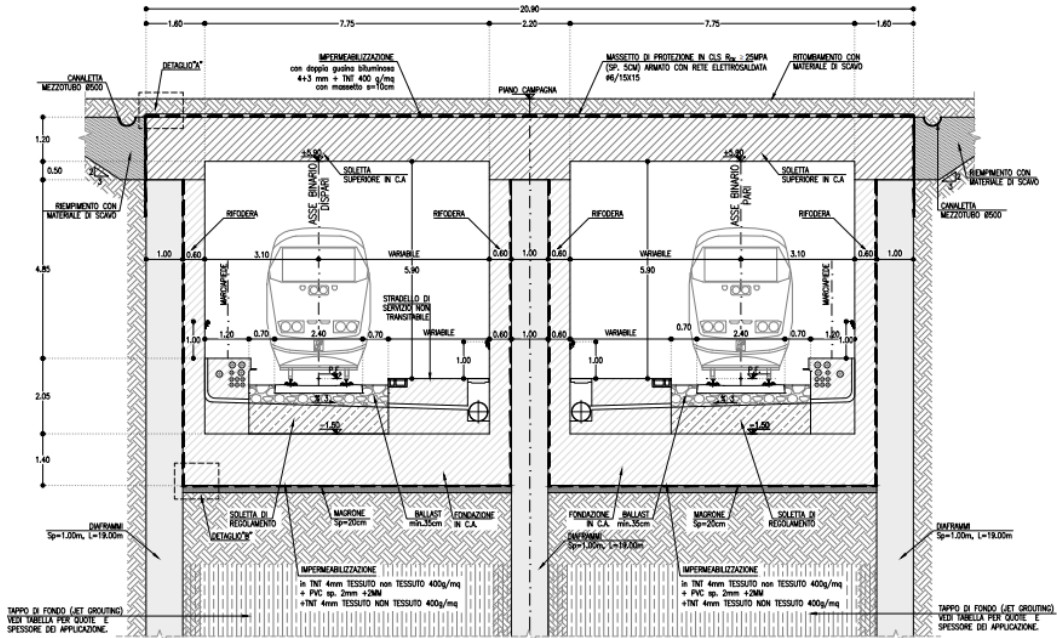 20.90
1.60
7.75
2.20
7.75
1.60
IMPERMEABILIZZAZIONE
con doppia guaina bituminosa
4+3 mm + TNT 400 g/mq
con massetto s=10cm
MASSETTO DI PROTEZIONE IN CLS
≥25MPA
(SP. 5CM) ARMATO CON RETE ELETTROSALDATA
ø6/15X15
RITOMBAMENTO CON
MATERIALE DI SCAVO
DETAGLIO"A"
CANALETTA
MEZZOTUBO Ø500
PIANO CAMPAGNA
1.20
0.50
4.85
2.05
1.40
+5.90
SOLETTA
SUPERIORE IN C.A
ASSE BINARIO
DISPARI
+5.90
SOLETTA
SUPERIORE IN C.A
ASSE BINARIO
PARI
RIEMPIMENTO CON
MATERIALE DI SCAVO
RIEMPIMENTO CON
MATERIALE DI SCAVO
CANALETTA
MEZZOTUBO Ø500
RIFODERA
RIFODERA
RIFODERA
RIFODERA
1.00
0.60
3.10
VARIABILE
0.60
1.00
0.60
VARIABILE
3.10
0.60
1.00
5.90
5.90
MARCIAPIEDE
MARCIAPIEDE
STRADELLO DI
SERVIZIO NON
TRANSITABILE
1.00
1.20
0.70
2.40
0.70
VARIABILE
0.60
1.00
0.60
VARIABILE
0.70
2.40
0.70
1.20
1.00
1.00
1.00
P.F.
P.F.
-1.50
-1.50
SOLETTA DI
REGOLAMENTO
MAGRONE
Sp=20cm
BALLAST
min.35cm
FONDAZIONE
IN C.A.
FONDAZIONE
IN C.A.
BALLAST
min.35cm
MAGRONE
Sp=20cm
SOLETTA DI
REGOLAMENTO
DETAGLIO"B"
DIAFRAMMI
Sp=1.00m, L=19.00m
DIAFRAMMI
Sp=1.00m, L=19.00m
DIAFRAMMI
Sp=1.00m, L=19.00m
IMPERMEABILIZZAZIONE
in TNT 4mm TESSUTO non TESSUTO 400g/mq
+ PVC sp. 2mm +2MM
+TNT 4mm TESSUTO NON TESSUTO 400g/mq
IMPERMEABILIZZAZIONE
in TNT 4mm TESSUTO non TESSUTO 400g/mq
+ PVC sp. 2mm +2MM
+TNT 4mm TESSUTO NON TESSUTO 400g/mq
TAPPO DI FONDO (JET GROUTING)
VEDI TABELLA PER QUOTE E
SPESSORE DEI APPLICAZIONE.
TAPPO DI FONDO (JET GROUTING)
VEDI TABELLA PER QUOTE E
SPESSORE DEI APPLICAZIONE.